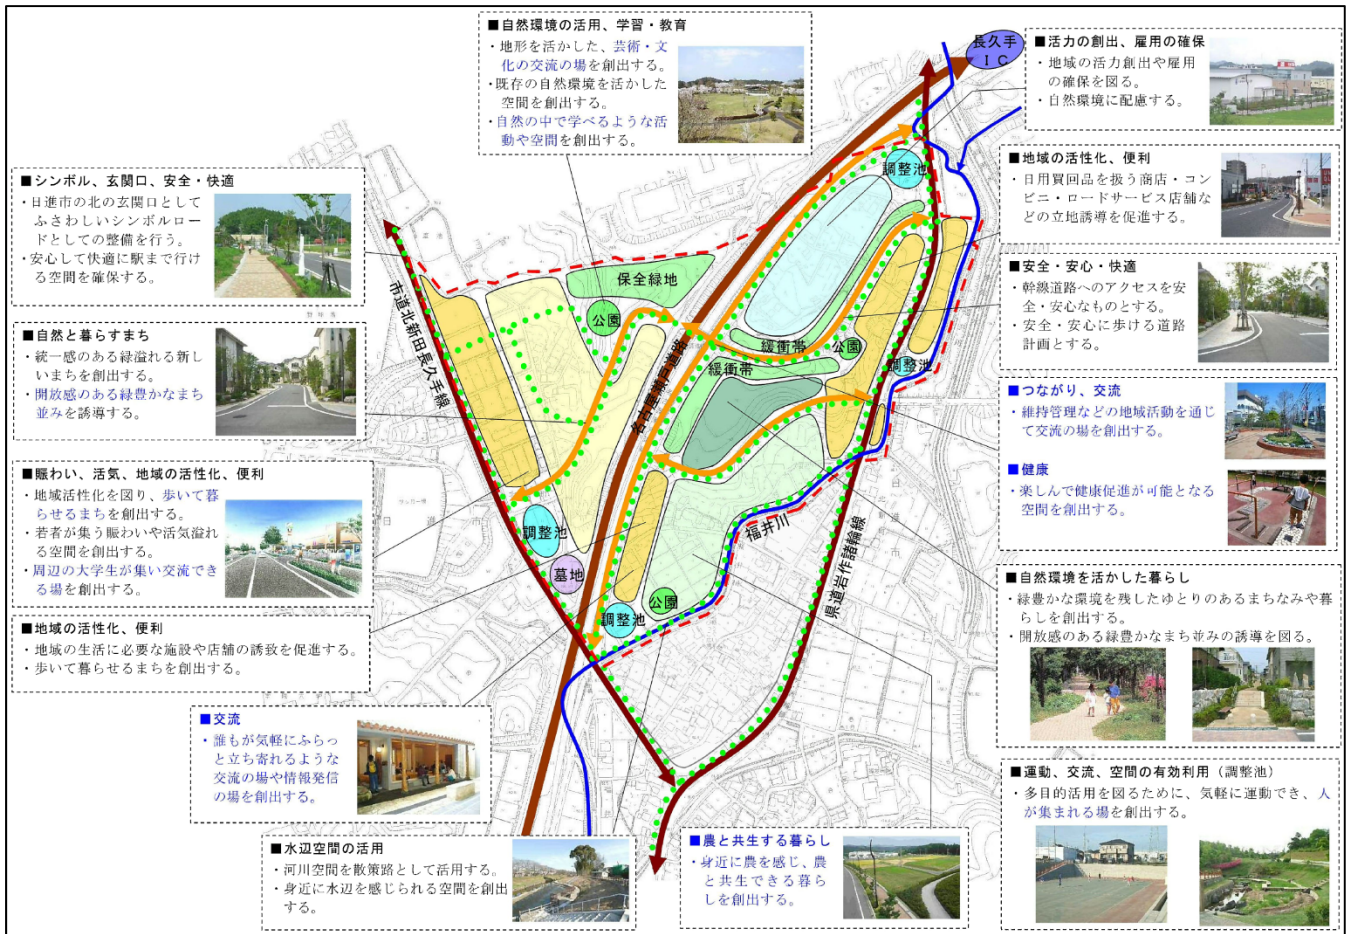 ■自然環境の活用、学習・教育
・地形を活かした、芸術・文
化の交流の場を創出する。
・既存の自然環境を活かした
空間を創出する。
・自然の中で学べるような活
動や空間を創出する。
長久手
ＩＣ
■活力の創出、雇用の確保
・地域の活力創出や雇用
の確保を図る。
・自然環境に配慮する。
■シンボル、玄関口、安全・快適
・日進市の北の玄関口として
ふさわしいシンボルロー
ドとしての整備を行う。
・安心して快適に駅まで行け
る空間を確保する。
■地域の活性化、便利
・日用買回品を扱う商店・コン
ビニ・ロードサービス店舗
などの立地誘導を促進する。
■安全・安心・快適
・幹線道路へのアクセスを安
全・安心なものとする。
・安全・安心に歩ける道路
計画とする。
■自然と暮らすまち
・統一感のある緑溢れる新し
いまちを創出する。
・開放感のある緑豊かなまち
並みを誘導する。
■つながり、交流
・維持管理などの地域活動を通じ
て交流の場を創出する。
■健康
・楽しんで健康促進が可能となる
空間を創出する。
■賑わい、活気、地域の活性化、便利
・地域活性化を図り、歩いて暮
らせるまちを創出する。
・若者が集う賑わいや活気溢れ
る空間を創出する。
・周辺の大学生が集い交流でき
る場を創出する。
■地域の活性化、便利
・地域の生活に必要な施設や店舗の誘致を促進する。
・歩いて暮らせるまちを創出する。
■自然環境を活かした暮らし
・緑豊かな環境を残したゆとりのあるまちなみや暮
らしを創出する。
・開放感のある緑豊かなまち並みの誘導を図る。
■交流
・誰もが気軽にふらっ
と立ち寄れるような
交流の場や情報発信
の場を創出する。
■水辺空間の活用
・河川空間を散策路として活用する。
・身近に水辺を感じられる空間を創出
する。
■農と共生する暮らし
・身近に農を感じ、農
と共生できる暮ら
しを創出する。
■運動、交流、空間の有効利用（調整池）
・多目的活用を図るために、気軽に運動でき、人
が集まれる場を創出する。
調整池
保全緑地
公園
緩衝帯
公園
緩衝帯
調整池
市道北新田長久手線
名古屋瀬戸道路
調整池
墓地
調整池
公園
福井川
県道岩作諸輪線